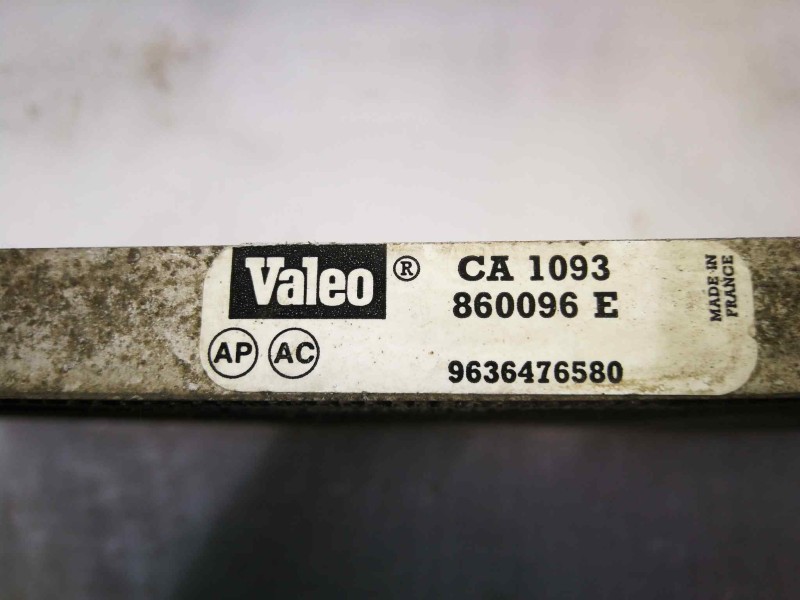 Valeo ® CA 1093
860096 E
AP AC
9636476580
MADE IN
FRANCE